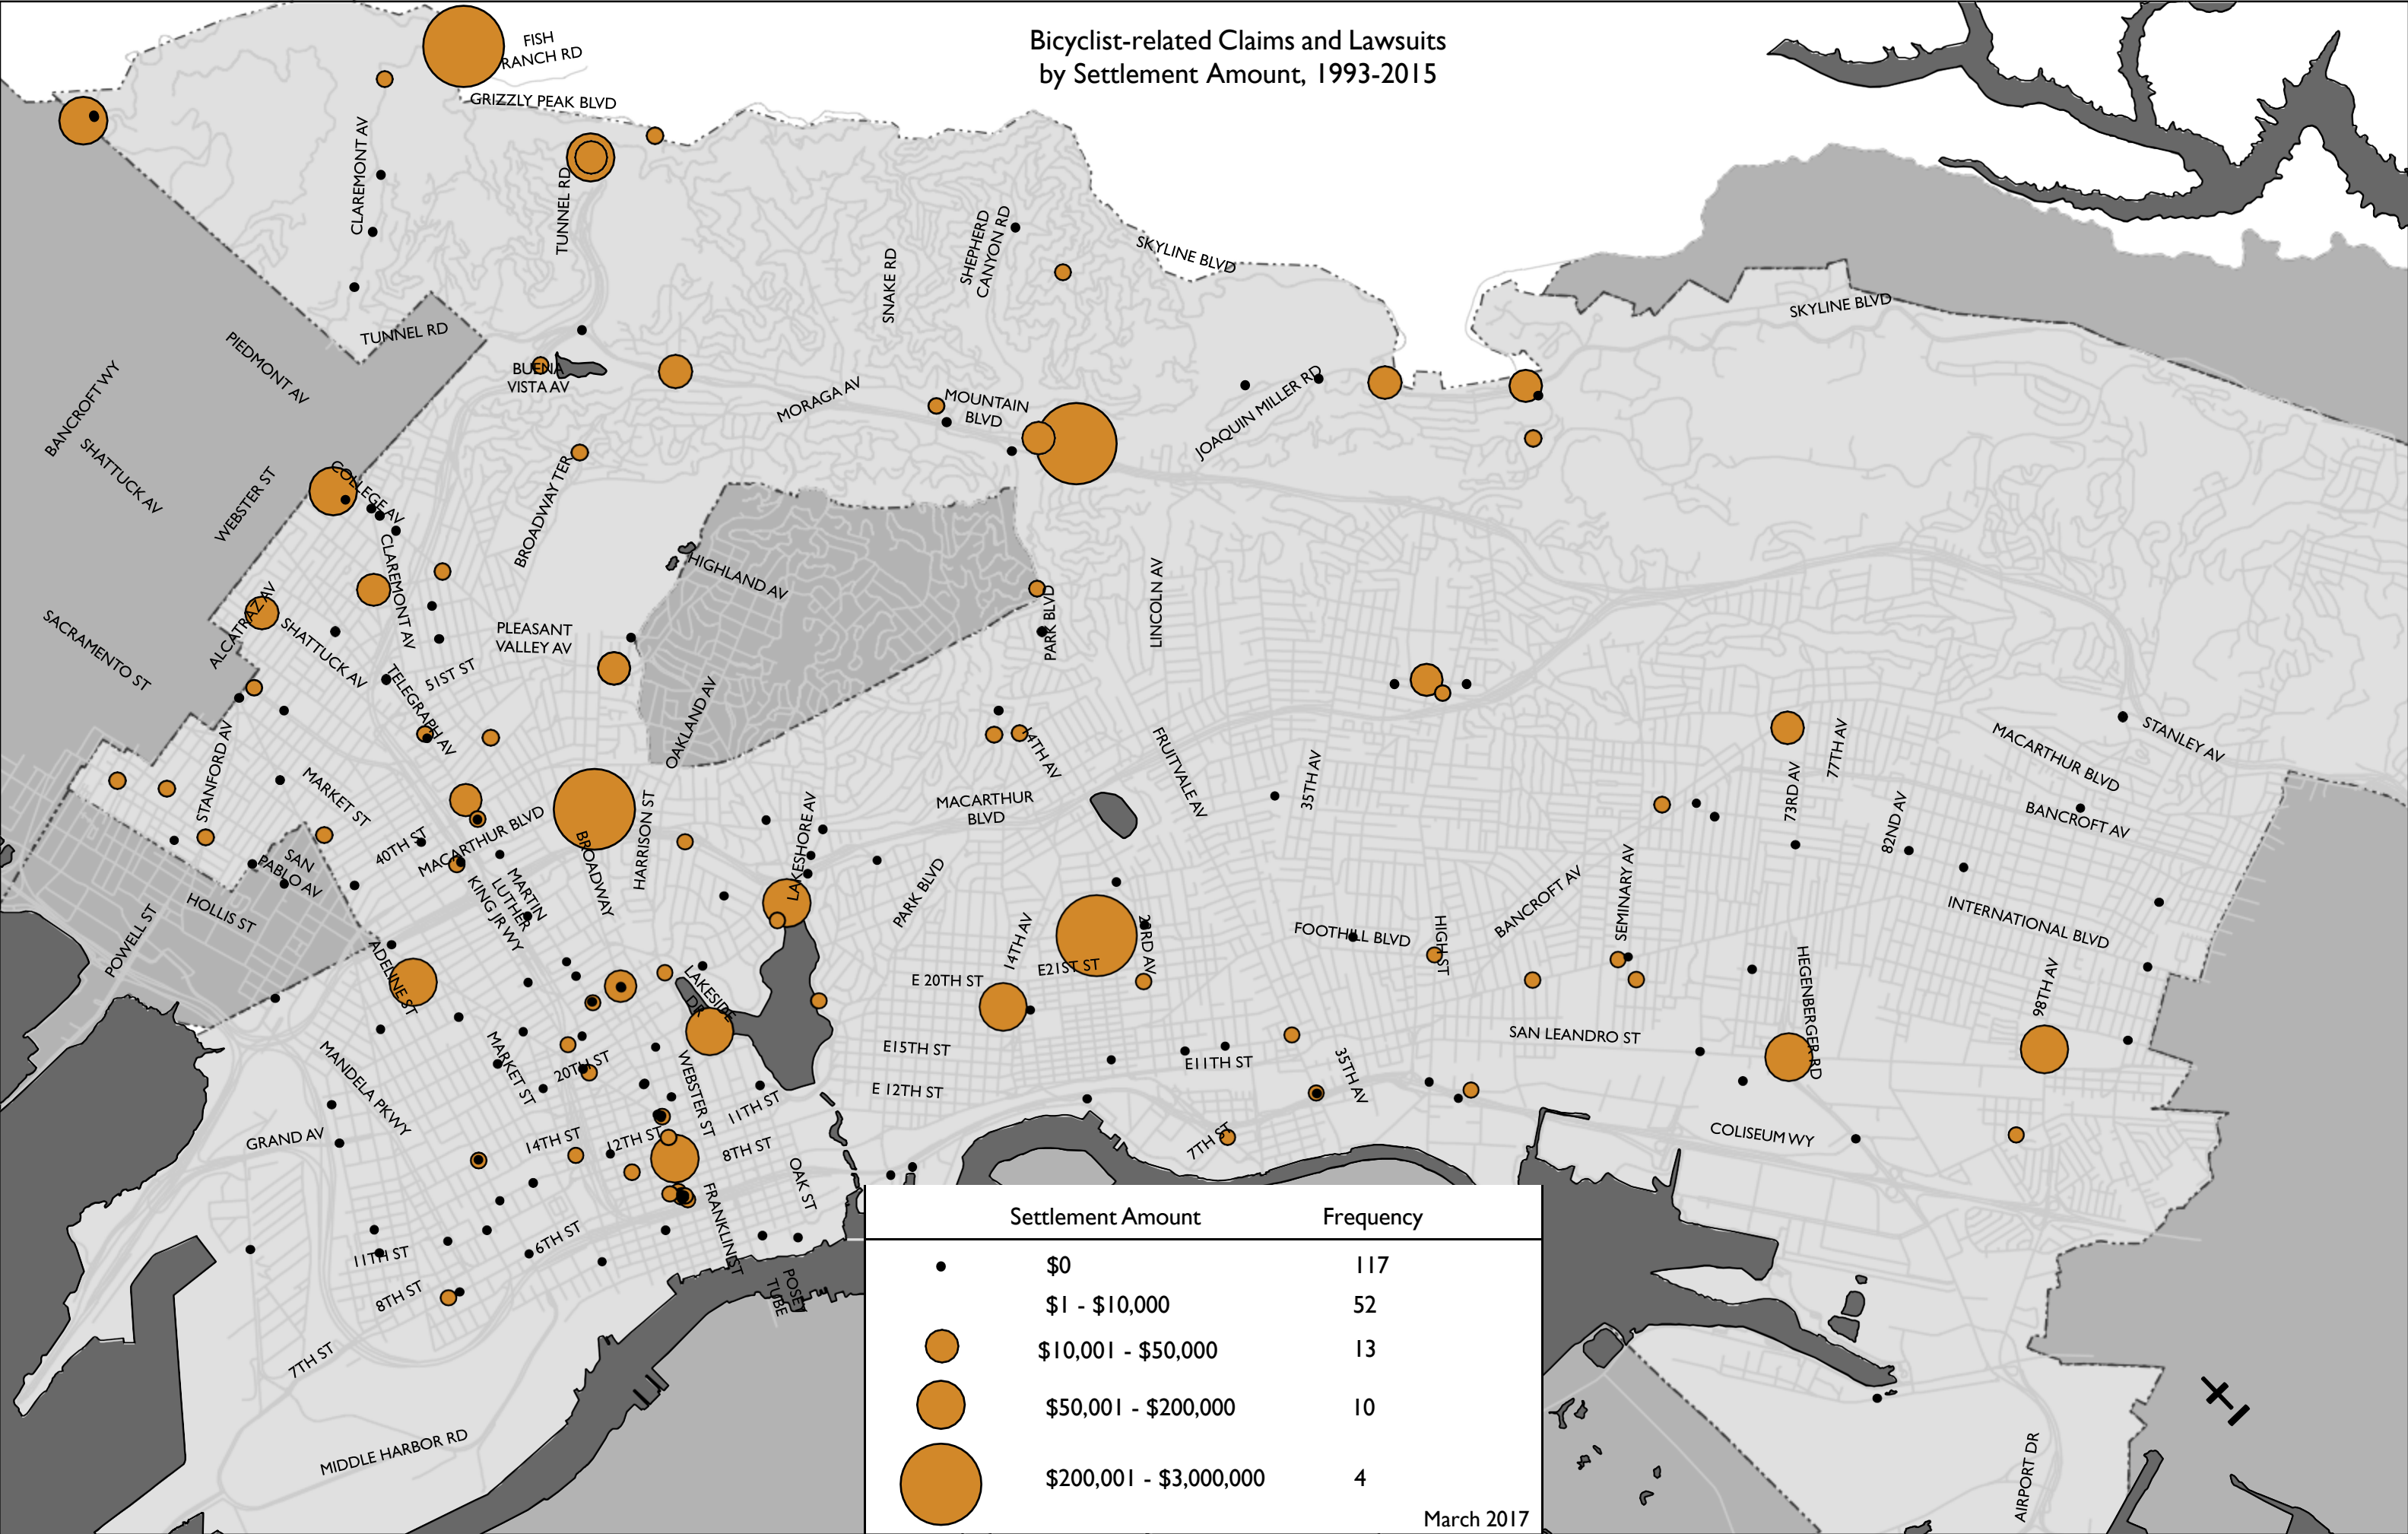 Bicyclist-related Claims and Lawsuits
by Settlement Amount, 1993-2015
FISH
RANCH RD
GRIZZLY PEAK BLVD
CLAREMONT AV
TUNNEL RD
SNAKE RD
SHEPHERD
CANYON RD
SKYLINE BLVD
SKYLINE BLVD
TUNNEL RD
PIEDMONT AV
BANCROFT WY
SHATTUCK AV
WEBSTER ST
BUENA
VISTA AV
MORAGA AV
MOUNTAIN
BLVD
JOAQUIN MILLER RD
COLLEGE AV
CLAREMONT AV
BROADWAY TER
HIGHLAND AV
PARK BLVD
LINCOLN AV
SACRAMENTO ST
ALCATRAZ AV
SHATTUCK AV
TELEGRAPH AV
51ST ST
PLEASANT
VALLEY AV
OAKLAND AV
14TH AV
FRUITVALE AV
35TH AV
73RD AV
77TH AV
82ND AV
MACARTHUR BLVD
STANLEY AV
BANCROFT AV
STANFORD AV
MARKET ST
40TH ST
MACARTHUR BLVD
BROADWAY
HARRISON ST
LAKESHORE AV
MACARTHUR
BLVD
PARK BLVD
SAN
PABLO AV
HOLLIS ST
POWELL ST
MARTIN
LUTHER
KING JR WY
ADELINE ST
LAKESIDE
DR
14TH AV
E 20TH ST
E21ST ST
23RD AV
FOOTHILL BLVD
HIGH ST
BANCROFT AV
SEMINARY AV
INTERNATIONAL BLVD
HEGENBERGER RD
98TH AV
MANDELA PKWY
MARKET ST
20TH ST
WEBSTER ST
11TH ST
E15TH ST
E 12TH ST
E11TH ST
35TH AV
SAN LEANDRO ST
GRAND AV
14TH ST
12TH ST
8TH ST
OAK ST
7TH ST
COLISEUM WY
11TH ST
8TH ST
6TH ST
FRANKLIN ST
POSEY
TUBE
7TH ST
MIDDLE HARBOR RD
AIRPORT DR
Settlement Amount Frequency
$0 117
$1 - $10,000 52
$10,001 - $50,000 13
$50,001 - $200,000 10
$200,001 - $3,000,000 4
March 2017